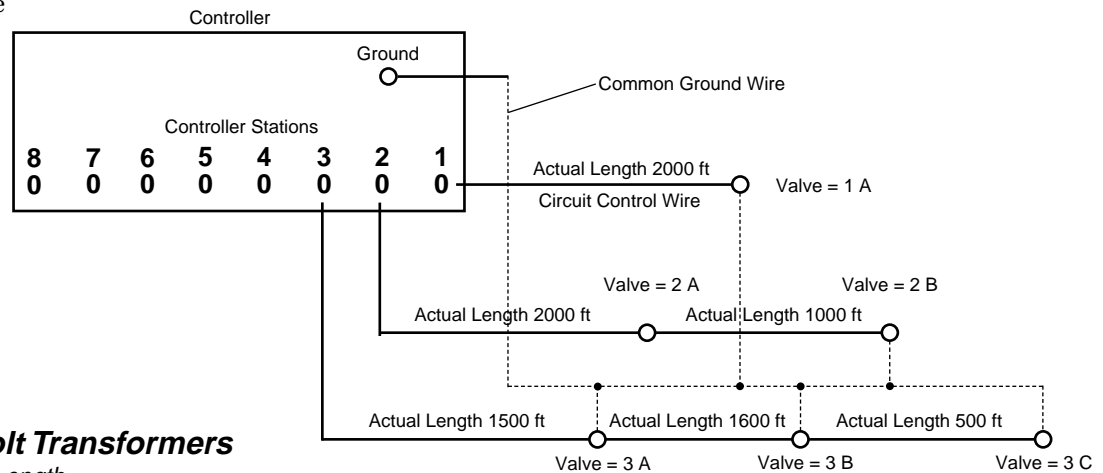 Controller
Ground
Common Ground Wire
Controller Stations
8 7 6 5 4 3 2 1
0 0 0 0 0 0 0 0
Actual Length 2000 ft
Circuit Control Wire
Valve = 1 A
Valve = 2 A
Valve = 2 B
Actual Length 2000 ft
Actual Length 1000 ft
Actual Length 1500 ft
Actual Length 1600 ft
Actual Length 500 ft
Valve = 3 A
Valve = 3 B
Valve = 3 C
Transformers